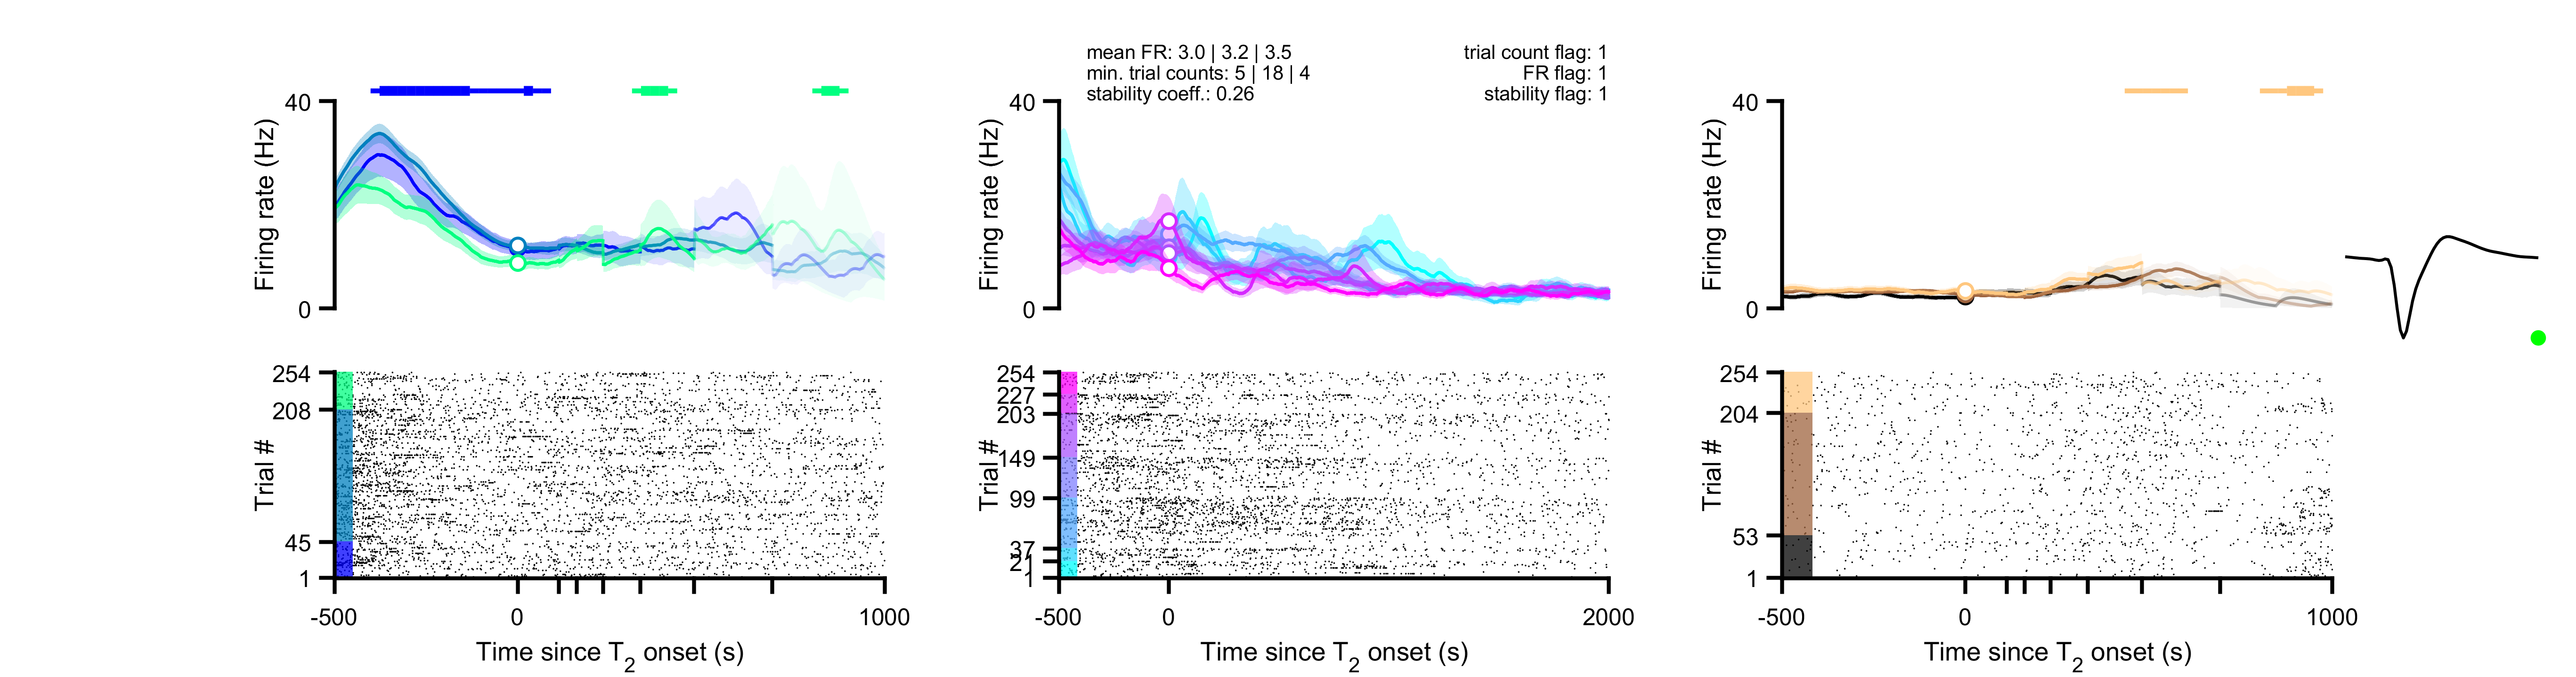 mean FR: 3.0 | 3.2 | 3.5
min. trial counts: 5 | 18 | 4
stability coeff.: 0.26
trial count flag: 1
FR flag: 1
stability flag: 1
40
0
Firing rate (Hz)
254
208
45
1
Trial #
-500
0
1000
Time since T2 onset (s)
40
0
Firing rate (Hz)
254
227
203
149
99
37
21
1
Trial #
-500
0
2000
Time since T2 onset (s)
40
0
Firing rate (Hz)
254
204
53
1
Trial #
-500
0
1000
Time since T2 onset (s)